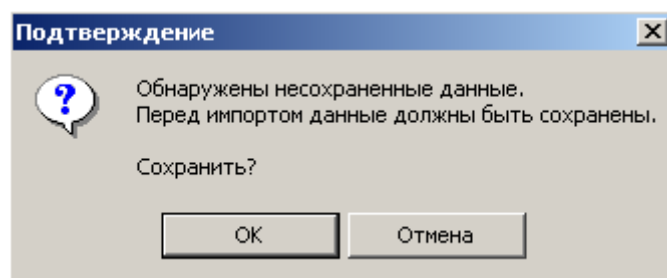 Подтверждение
Обнаружены несохраненные данные.
Перед импортом данные должны быть сохранены.
Сохранить?
OK
Отмена